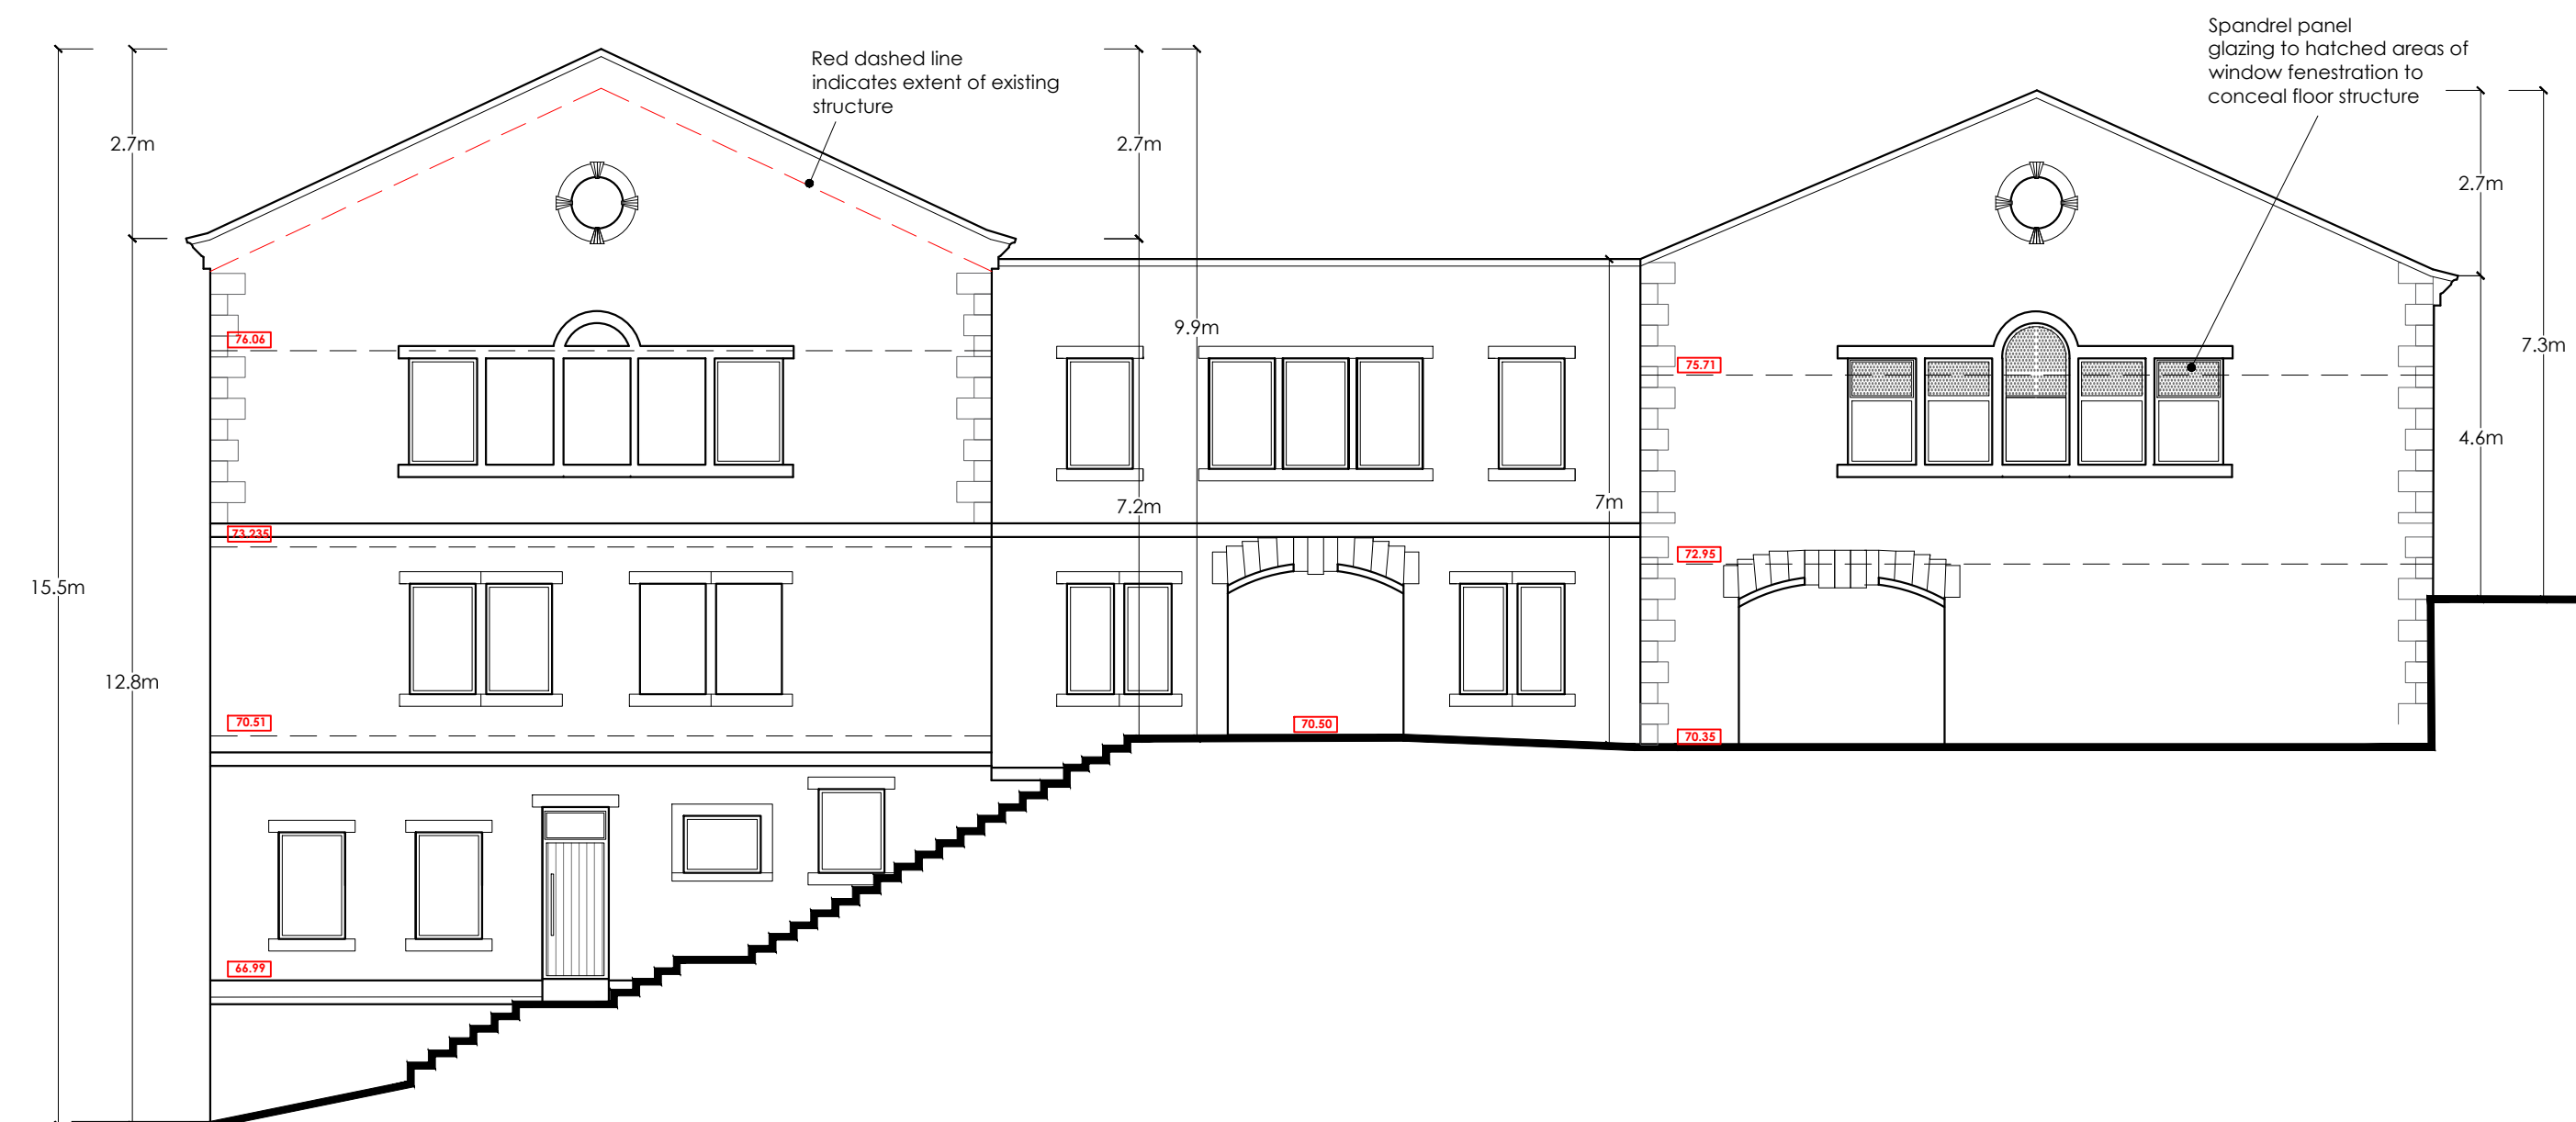 Spandrel panel
glazing to hatched areas of
window fenestration to
conceal floor structure
Red dashed line
indicates extent of existing
structure
2.7m
2.7m
2.7m
9.9m
76.06
75.71
7.3m
4.6m
7.2m
7m
73.235
72.95
15.5m
12.8m
70.51
70.50
70.35
66.99